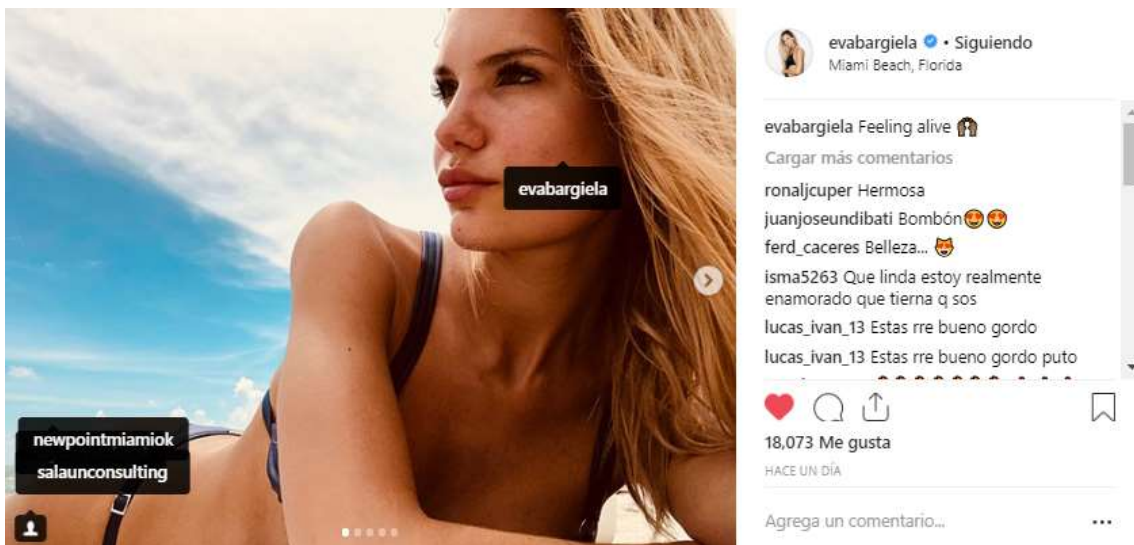 evabargiela • Siguiendo
Miami Beach, Florida
evabargiela Feeling alive
Cargar más comentarios
ronaljcuper Hermosa
juanjoseundibati Bombón
ferd_caceres Belleza...
isma5263 Que linda estoy realmente
enamorado que tierna q sos
lucas_ivan_13 Estas rre bueno gordo
lucas_ivan_13 Estas rre bueno gordo puto
18,073 Me gusta
HACE UN DÍA
Agrega un comentario...
evabargiela
newpointmiamiok
salaunconsulting